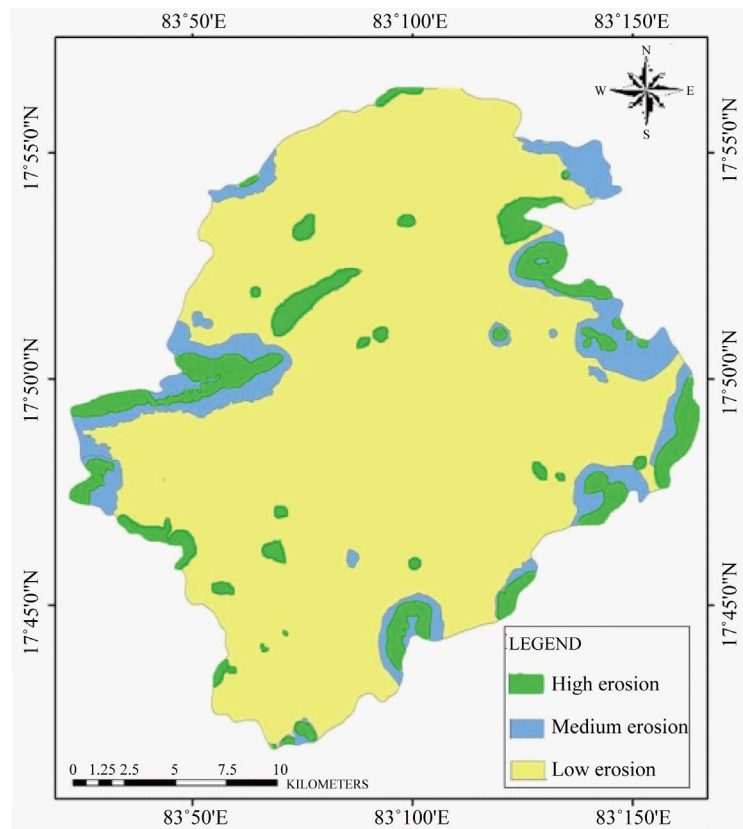 83°50'E 83°100'E 83°150'E
N
W E
S
17°55'0"N 17°55'0"N
17°50'0"N 17°50'0"N
17°45'0"N 17°45'0"N
LEGEND
High erosion
Medium erosion
Low erosion
0 1.25 2.5 5 7.5 10
KILOMETERS
83°50'E 83°100'E 83°150'E